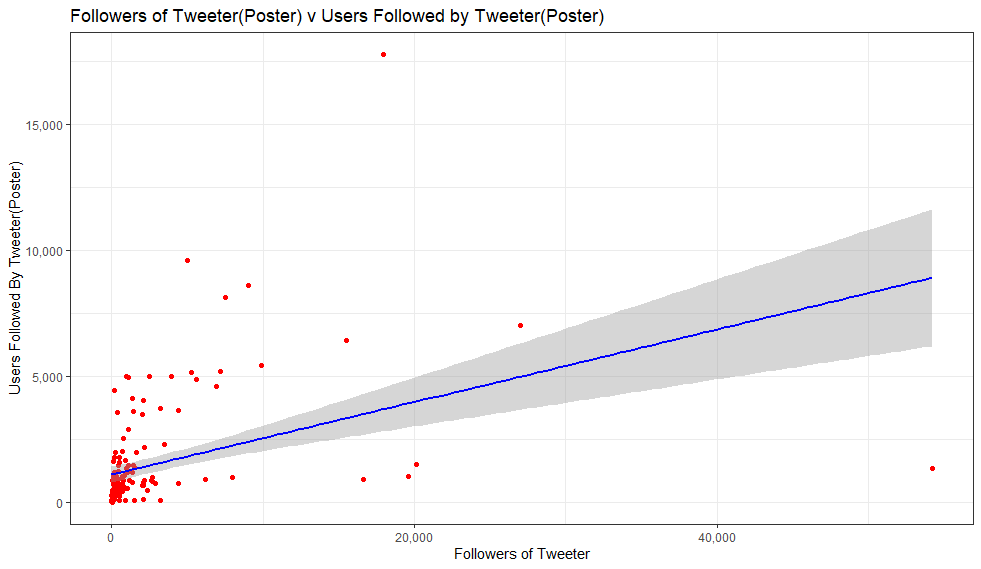 Followers of Tweeter(Poster) v Users Followed by Tweeter(Poster)
Users Followed By Tweeter(Poster)
15,000
10,000
5,000
0
0
20,000
40,000
Followers of Tweeter